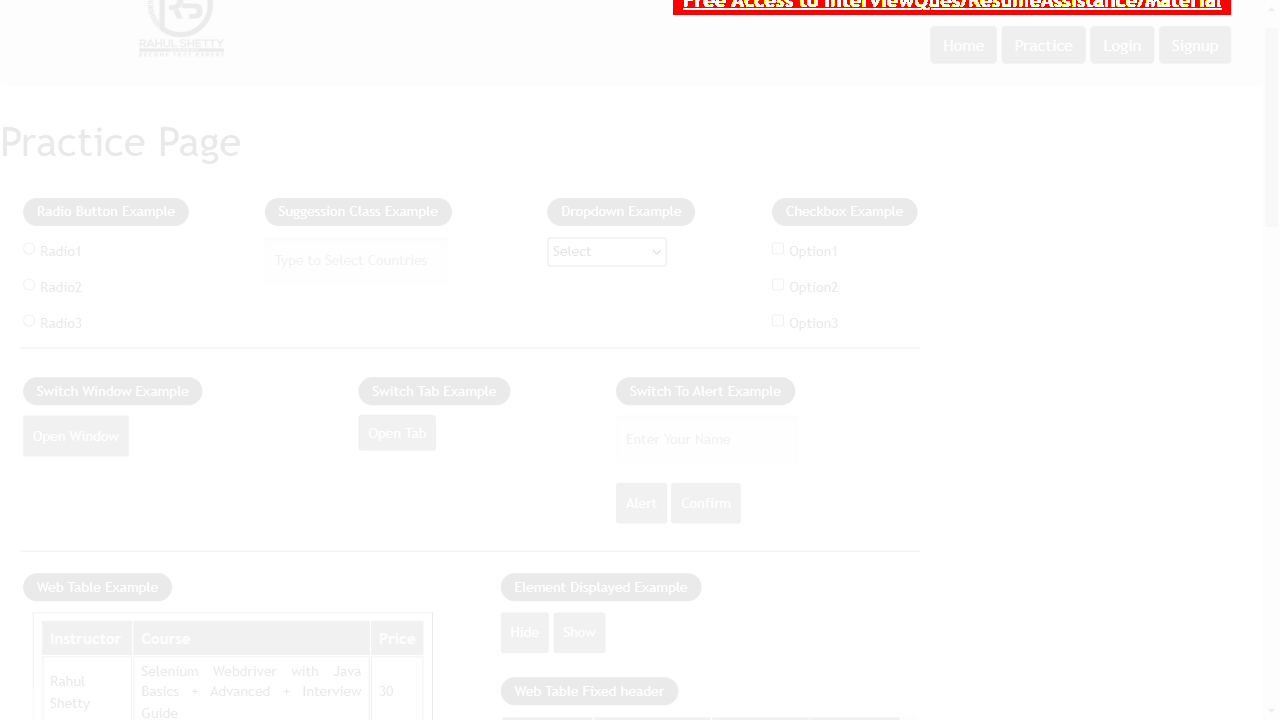 Free Access to InterviewQues/ResumeAssistance/Material
RS
RAHUL SHETTY
Home Practice Login Signup
Practice Page
Radio Button Example
Radio1
Radio2
Radio3
Suggession Class Example
Type to Select Countries
Dropdown Example
Select
Checkbox Example
Option1
Option2
Option3
Switch Window Example
Open Window
Switch Tab Example
Open Tab
Switch To Alert Example
Enter Your Name
Alert Confirm
Web Table Example
Instructor Course Price
Rahul Shetty
Selenium Webdriver with Java
Basics + Advanced + Interview
Guide
30
Element Displayed Example
Hide Show
Web Table Fixed header